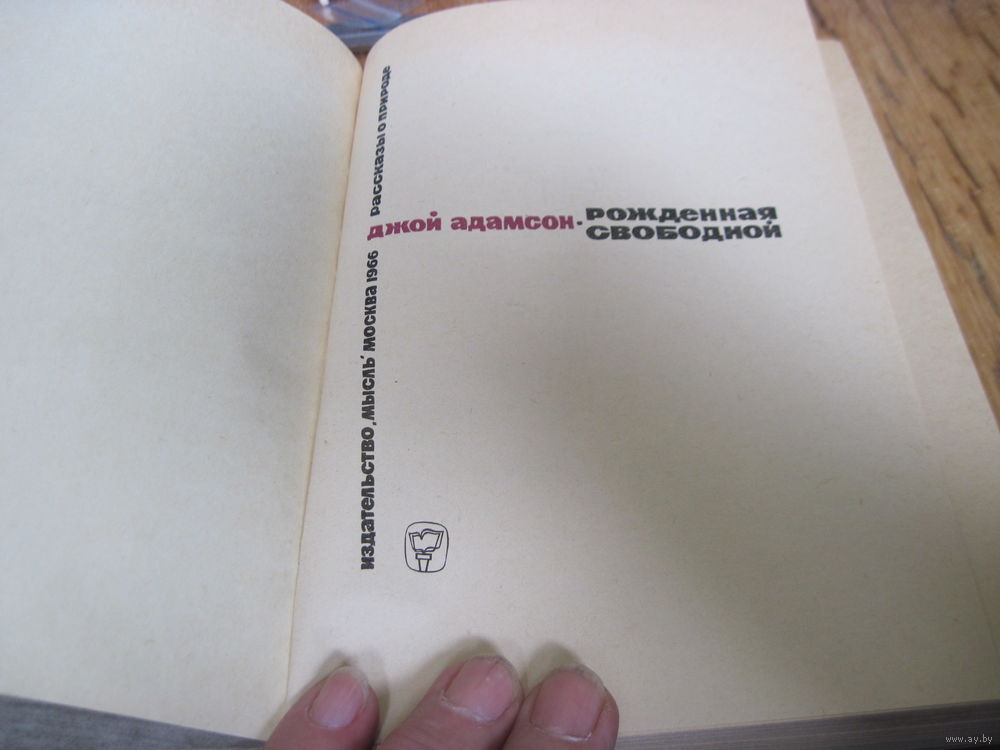 рассказы о природе
джой адамсон.
рожденная
свободной
издательство „мысль‟ москва 1966
www.ay.by